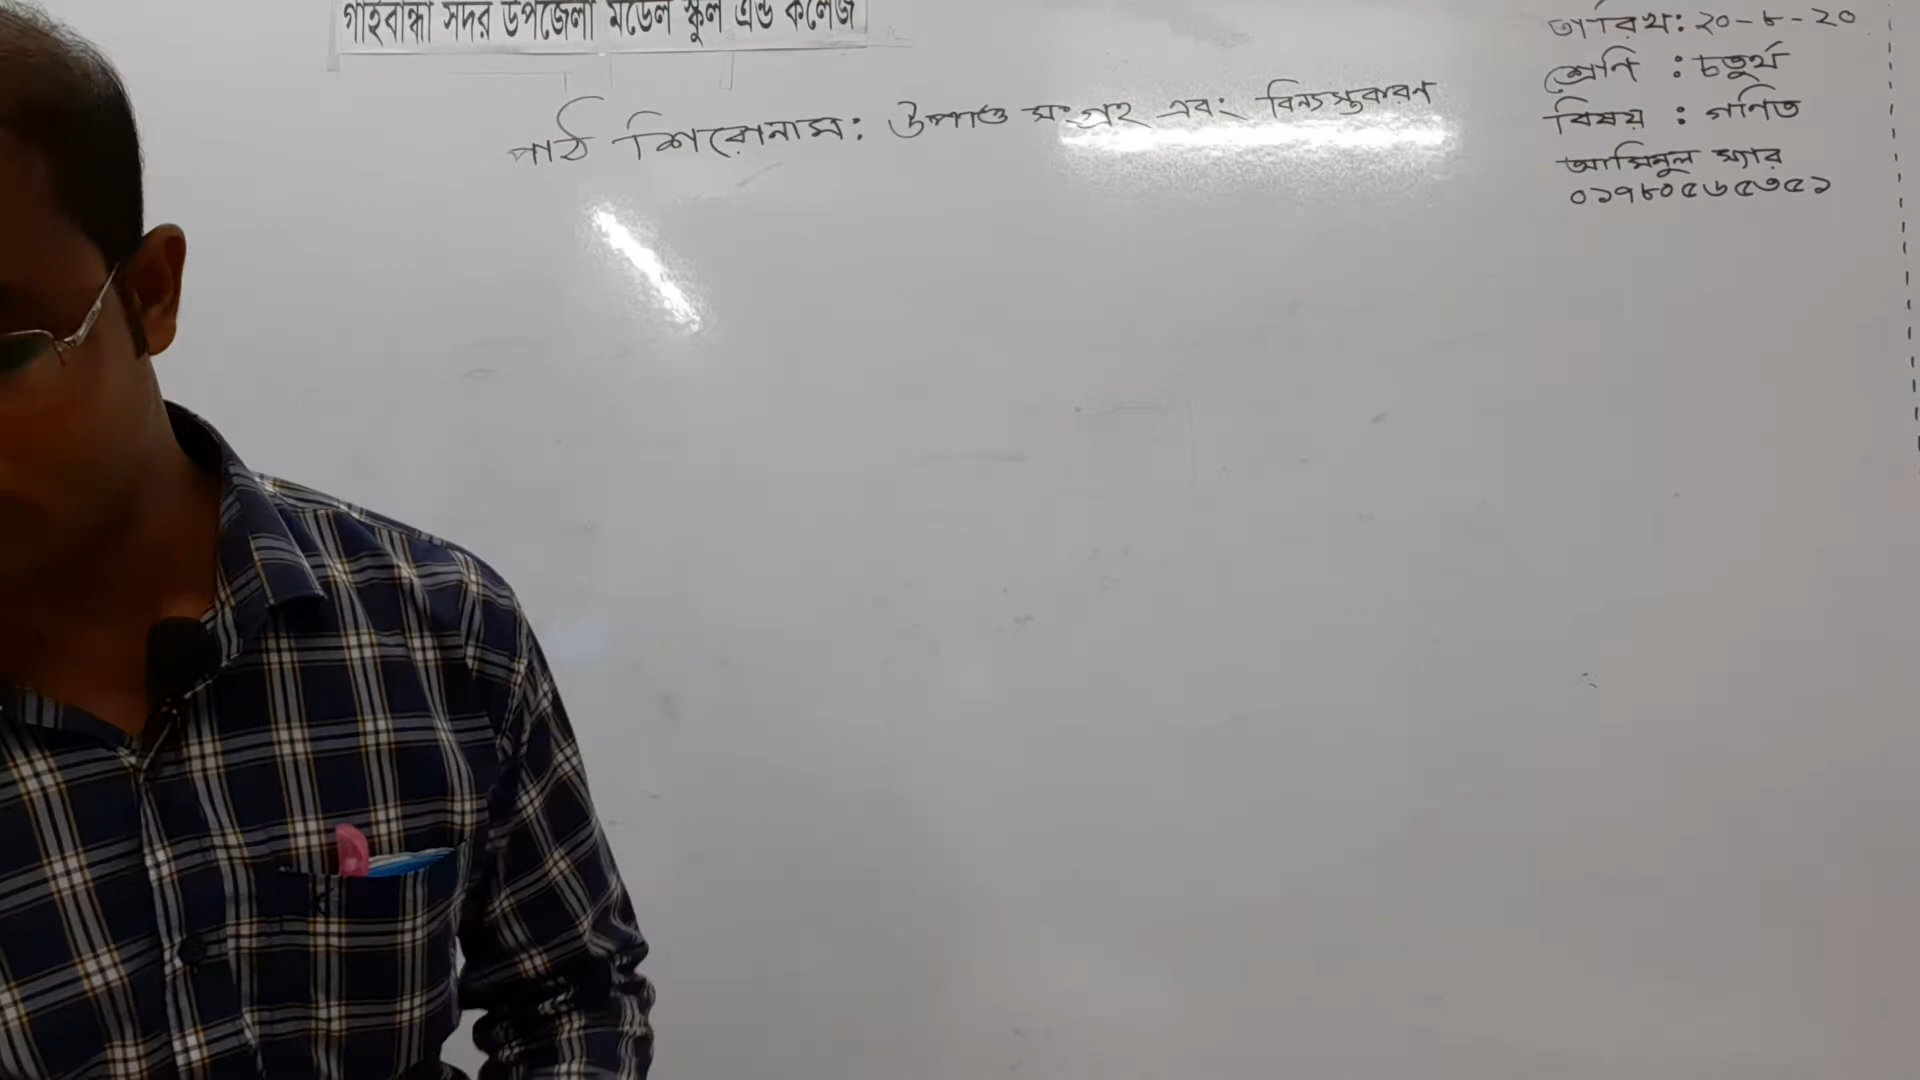 গাইবান্ধা সদর উপজেলা মডেল স্কুল এন্ড কলেজ
পাঠ শিরোনাম: উপাত্ত সংগ্রহ এবং বিন্যস্তকরণ
তারিখ: ২০-৮-২০
শ্রেণি : চতুর্থ
বিষয় : গণিত
আমিনুল স্যার
০১৭৮০৫৬৫৩৫১